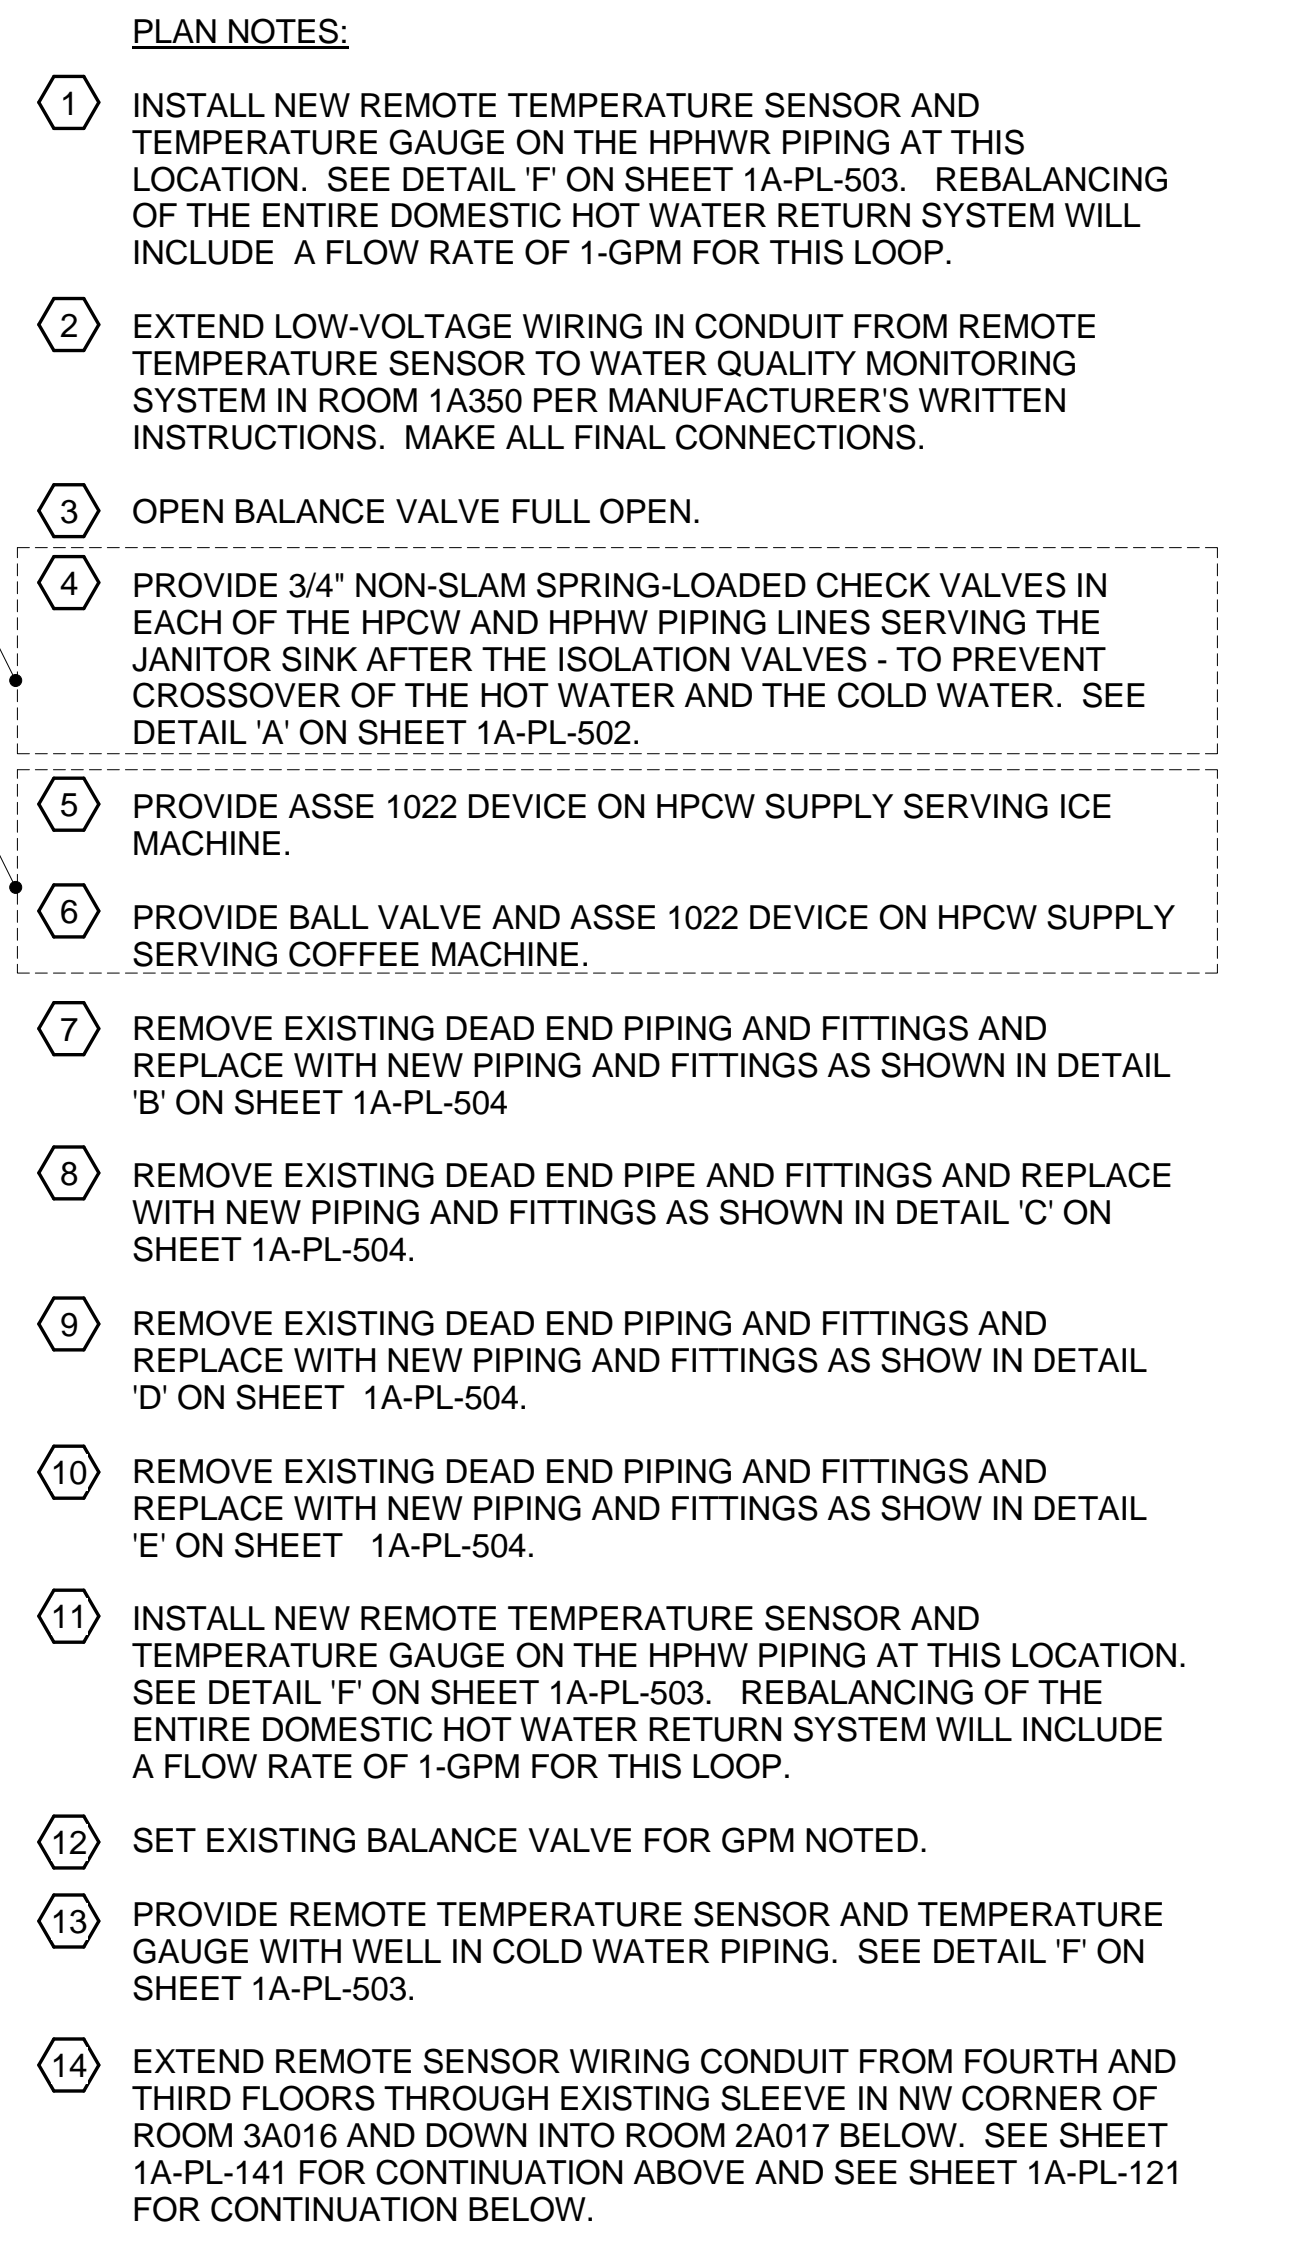 PLAN NOTES:
1 INSTALL NEW REMOTE TEMPERATURE SENSOR AND
TEMPERATURE GAUGE ON THE HPHWR PIPING AT THIS
LOCATION. SEE DETAIL 'F' ON SHEET 1A-PL-503. REBALANCING
OF THE ENTIRE DOMESTIC HOT WATER RETURN SYSTEM WILL
INCLUDE A FLOW RATE OF 1-GPM FOR THIS LOOP.
2 EXTEND LOW-VOLTAGE WIRING IN CONDUIT FROM REMOTE
TEMPERATURE SENSOR TO WATER QUALITY MONITORING
SYSTEM IN ROOM 1A350 PER MANUFACTURER'S WRITTEN
INSTRUCTIONS. MAKE ALL FINAL CONNECTIONS.
3 OPEN BALANCE VALVE FULL OPEN.
4 PROVIDE 3/4" NON-SLAM SPRING-LOADED CHECK VALVES IN
EACH OF THE HPCW AND HPHW PIPING LINES SERVING THE
JANITOR SINK AFTER THE ISOLATION VALVES - TO PREVENT
CROSSOVER OF THE HOT WATER AND THE COLD WATER. SEE
DETAIL 'A' ON SHEET 1A-PL-502.
5 PROVIDE ASSE 1022 DEVICE ON HPCW SUPPLY SERVING ICE
MACHINE.
6 PROVIDE BALL VALVE AND ASSE 1022 DEVICE ON HPCW SUPPLY
SERVING COFFEE MACHINE.
7 REMOVE EXISTING DEAD END PIPING AND FITTINGS AND
REPLACE WITH NEW PIPING AND FITTINGS AS SHOWN IN DETAIL
'B' ON SHEET 1A-PL-504
8 REMOVE EXISTING DEAD END PIPE AND FITTINGS AND REPLACE
WITH NEW PIPING AND FITTINGS AS SHOWN IN DETAIL 'C' ON
SHEET 1A-PL-504.
9 REMOVE EXISTING DEAD END PIPING AND FITTINGS AND
REPLACE WITH NEW PIPING AND FITTINGS AS SHOW IN DETAIL
'D' ON SHEET 1A-PL-504.
10 REMOVE EXISTING DEAD END PIPING AND FITTINGS AND
REPLACE WITH NEW PIPING AND FITTINGS AS SHOW IN DETAIL
'E' ON SHEET 1A-PL-504.
11 INSTALL NEW REMOTE TEMPERATURE SENSOR AND
TEMPERATURE GAUGE ON THE HPHW PIPING AT THIS LOCATION.
SEE DETAIL 'F' ON SHEET 1A-PL-503. REBALANCING OF THE
ENTIRE DOMESTIC HOT WATER RETURN SYSTEM WILL INCLUDE
A FLOW RATE OF 1-GPM FOR THIS LOOP.
12 SET EXISTING BALANCE VALVE FOR GPM NOTED.
13 PROVIDE REMOTE TEMPERATURE SENSOR AND TEMPERATURE
GAUGE WITH WELL IN COLD WATER PIPING. SEE DETAIL 'F' ON
SHEET 1A-PL-503.
14 EXTEND REMOTE SENSOR WIRING CONDUIT FROM FOURTH AND
THIRD FLOORS THROUGH EXISTING SLEEVE IN NW CORNER OF
ROOM 3A016 AND DOWN INTO ROOM 2A017 BELOW. SEE SHEET
1A-PL-141 FOR CONTINUATION ABOVE AND SEE SHEET 1A-PL-121
FOR CONTINUATION BELOW.